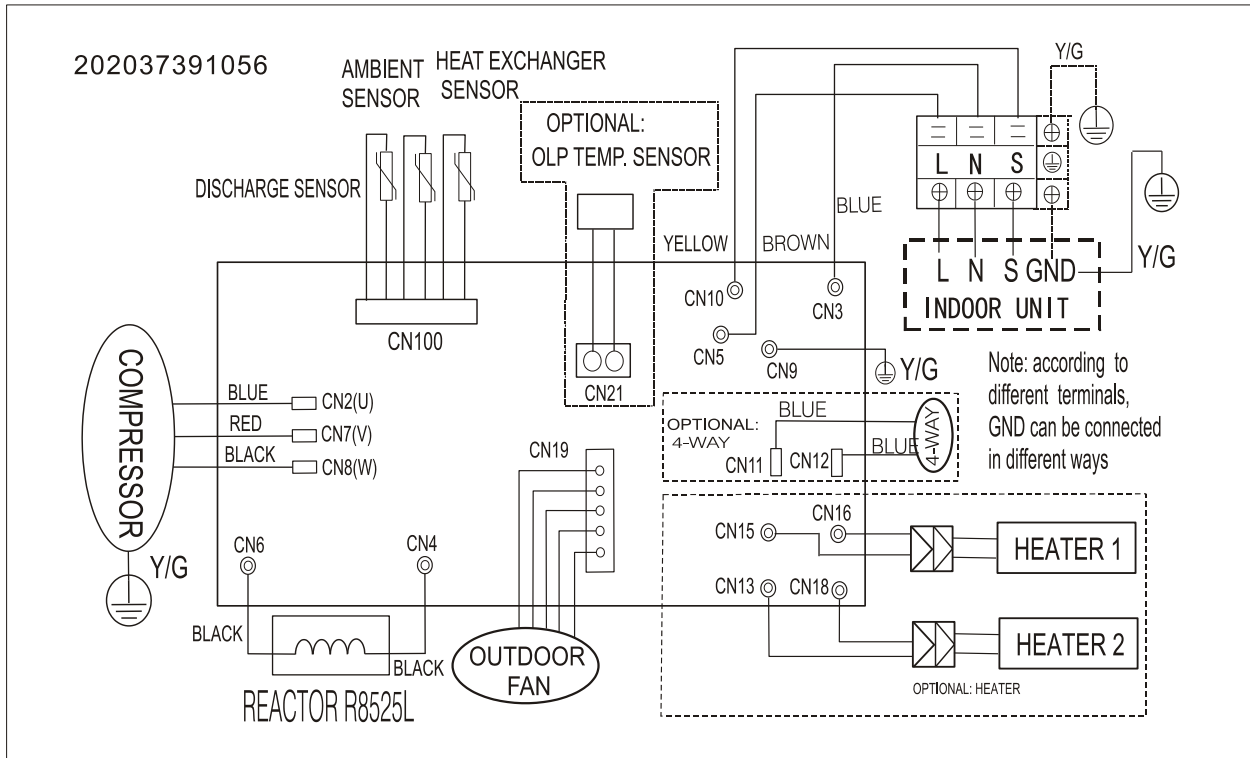 202037391056
AMBIENT
SENSOR
HEAT EXCHANGER
SENSOR
DISCHARGE SENSOR
OPTIONAL:
OLP TEMP. SENSOR
Y/G
L N S
BLUE
YELLOW
BROWN
Y/G
L N S GND
INDOOR UNIT
CN10
CN3
CN100
CN5
CN9
Y/G
CN21
Note: according to
different terminals,
GND can be connected
in different ways
COMPRESSOR
BLUE
CN2(U)
RED
CN7(V)
BLACK
CN8(W)
Y/G
OPTIONAL:
4-WAY
BLUE
BLUE
4-WAY
CN11
CN12
CN19
CN6
CN4
CN15
CN16
HEATER 1
CN13
CN18
HEATER 2
OPTIONAL: HEATER
BLACK
BLACK
REACTOR R8525L
OUTDOOR
FAN